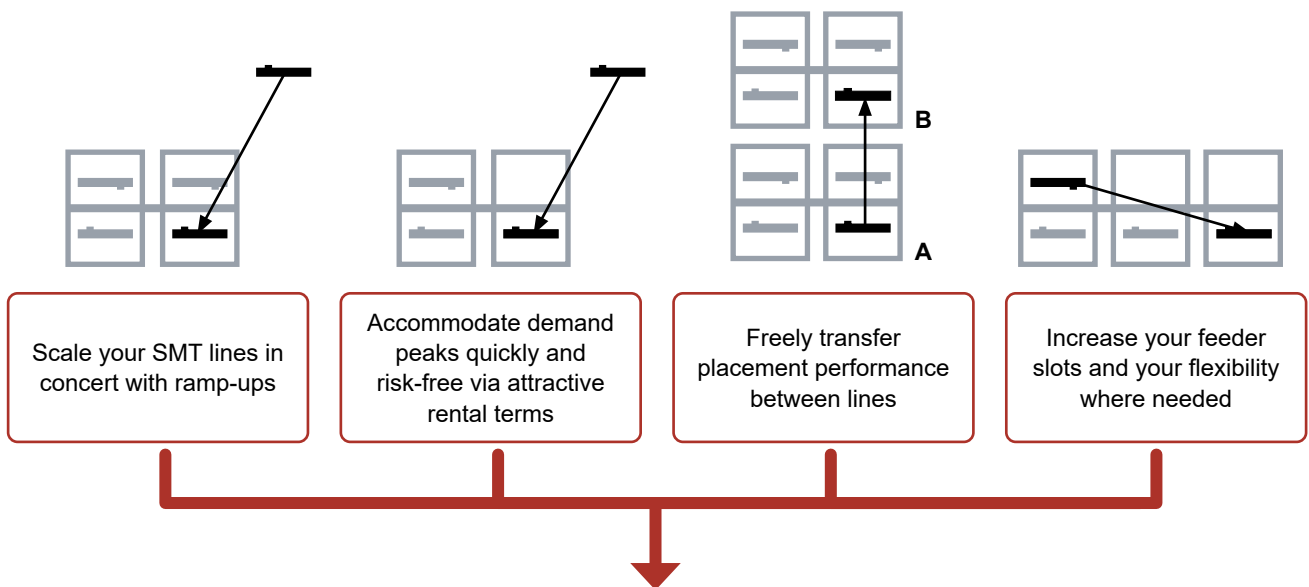 B
A
Scale your SMT lines in
concert with ramp-ups
Accommodate demand
peaks quickly and
risk-free via attractive
rental terms
Freely transfer
placement performance
between lines
Increase your feeder
slots and your flexibility
where needed